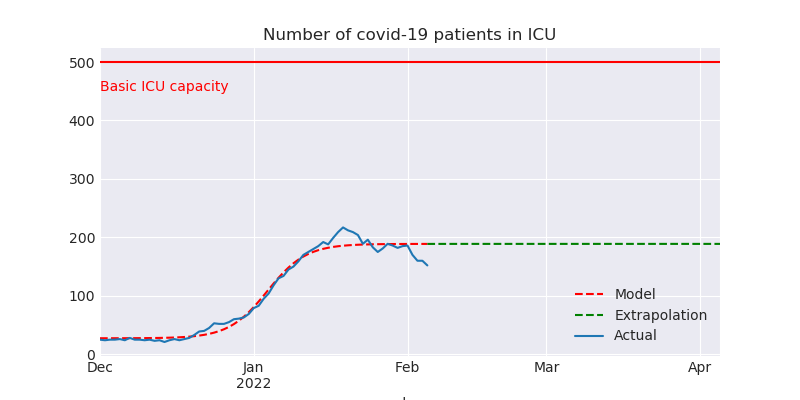 Number of covid-19 patients in ICU
500
Basic ICU capacity
400
300
200
100
0
Model
Extrapolation
Actual
Dec
Jan
2022
Feb
Mar
Apr